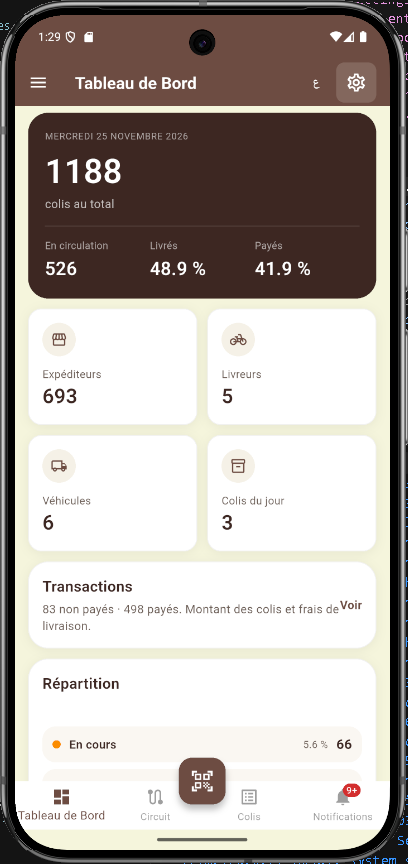 1:29
Tableau de Bord
ع
MERCREDI 25 NOVEMBRE 2026
1188
colis au total
En circulation Livrés Payés
526 48.9 % 41.9 %
Expéditeurs
693
Livreurs
5
Véhicules
6
Colis du jour
3
Transactions
83 non payés · 498 payés. Montant des colis et frais de livraison.
Voir
Répartition
En cours 5.6 % 66
9+
Tableau de Bord Circuit Colis Notifications
system